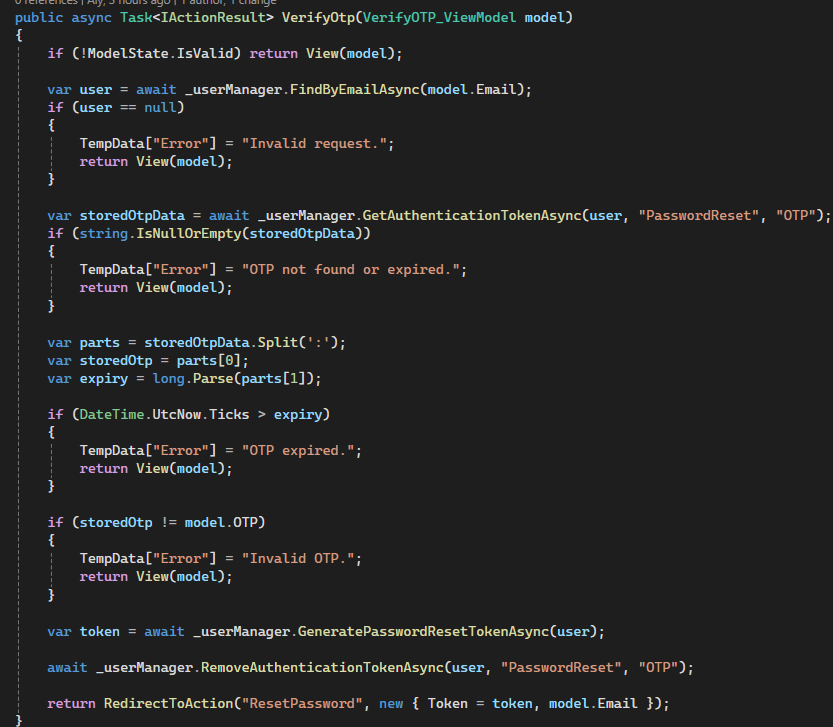 0 references | Aly, 3 hours ago | 1 author, 1 change
public async Task<IActionResult> VerifyOtp(VerifyOTP_ViewModel model)
{
    if (!ModelState.IsValid) return View(model);

    var user = await _userManager.FindByEmailAsync(model.Email);
    if (user == null)
    {
        TempData["Error"] = "Invalid request.";
        return View(model);
    }

    var storedOtpData = await _userManager.GetAuthenticationTokenAsync(user, "PasswordReset", "OTP");
    if (string.IsNullOrEmpty(storedOtpData))
    {
        TempData["Error"] = "OTP not found or expired.";
        return View(model);
    }

    var parts = storedOtpData.Split(':');
    var storedOtp = parts[0];
    var expiry = long.Parse(parts[1]);

    if (DateTime.UtcNow.Ticks > expiry)
    {
        TempData["Error"] = "OTP expired.";
        return View(model);
    }

    if (storedOtp != model.OTP)
    {
        TempData["Error"] = "Invalid OTP.";
        return View(model);
    }

    var token = await _userManager.GeneratePasswordResetTokenAsync(user);

    await _userManager.RemoveAuthenticationTokenAsync(user, "PasswordReset", "OTP");

    return RedirectToAction("ResetPassword", new { Token = token, model.Email });
}